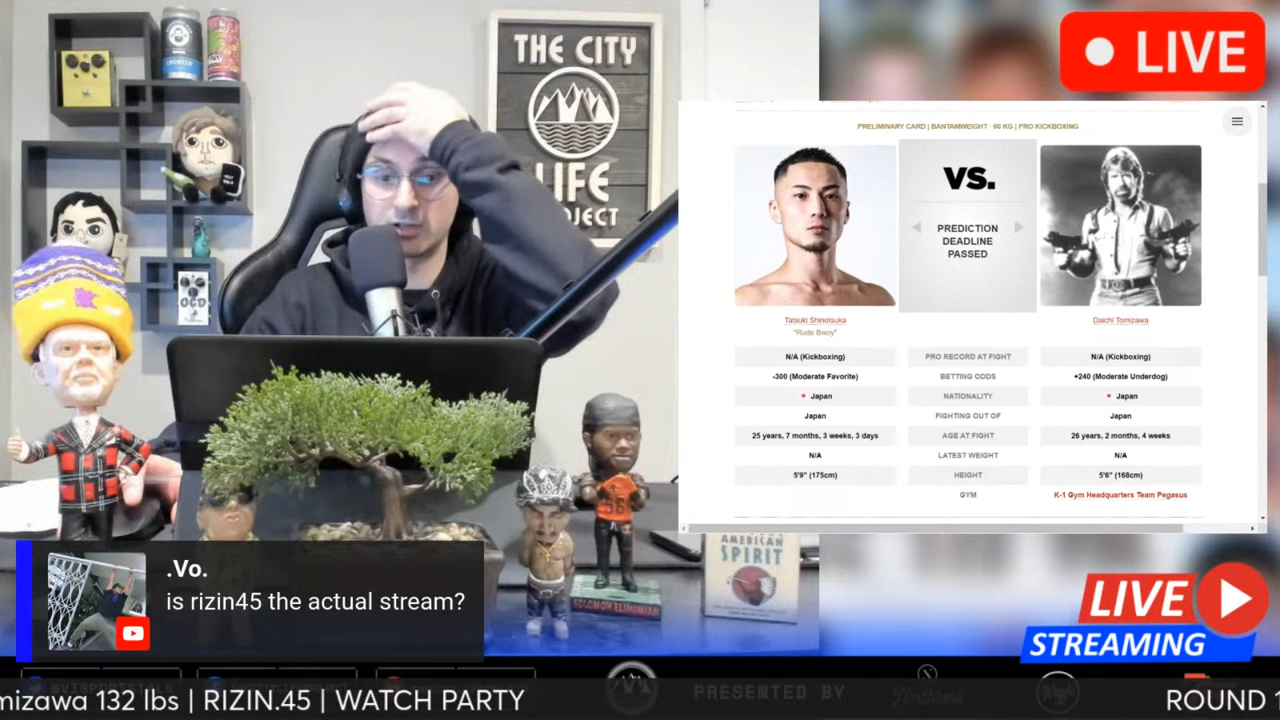 THE CITY
LIFE
LIVE
PRELIMINARY CARD | BANTAMWEIGHT · 60 KG | PRO KICKBOXING
VS.
PREDICTION
DEADLINE
PASSED
Tatsuki Shinotsuka
"Rude Bwoy"
Daichi Tomizawa
N/A (Kickboxing)
PRO RECORD AT FIGHT
N/A (Kickboxing)
-300 (Moderate Favorite)
BETTING ODDS
+240 (Moderate Underdog)
Japan
NATIONALITY
Japan
Japan
FIGHTING OUT OF
Japan
25 years, 7 months, 3 weeks, 3 days
AGE AT FIGHT
26 years, 2 months, 4 weeks
N/A
LATEST WEIGHT
N/A
5'9" (175cm)
HEIGHT
5'6" (168cm)
GYM
K-1 Gym Headquarters Team Pegasus
OCD
AMERICAN
SPIRIT
SOLOMON ELIMIMIAN
.Vo.
is rizin45 the actual stream?
LIVE
STREAMING
PRESENTED BY
Northland
mizawa 132 lbs | RIZIN.45 | WATCH PARTY
ROUND 1